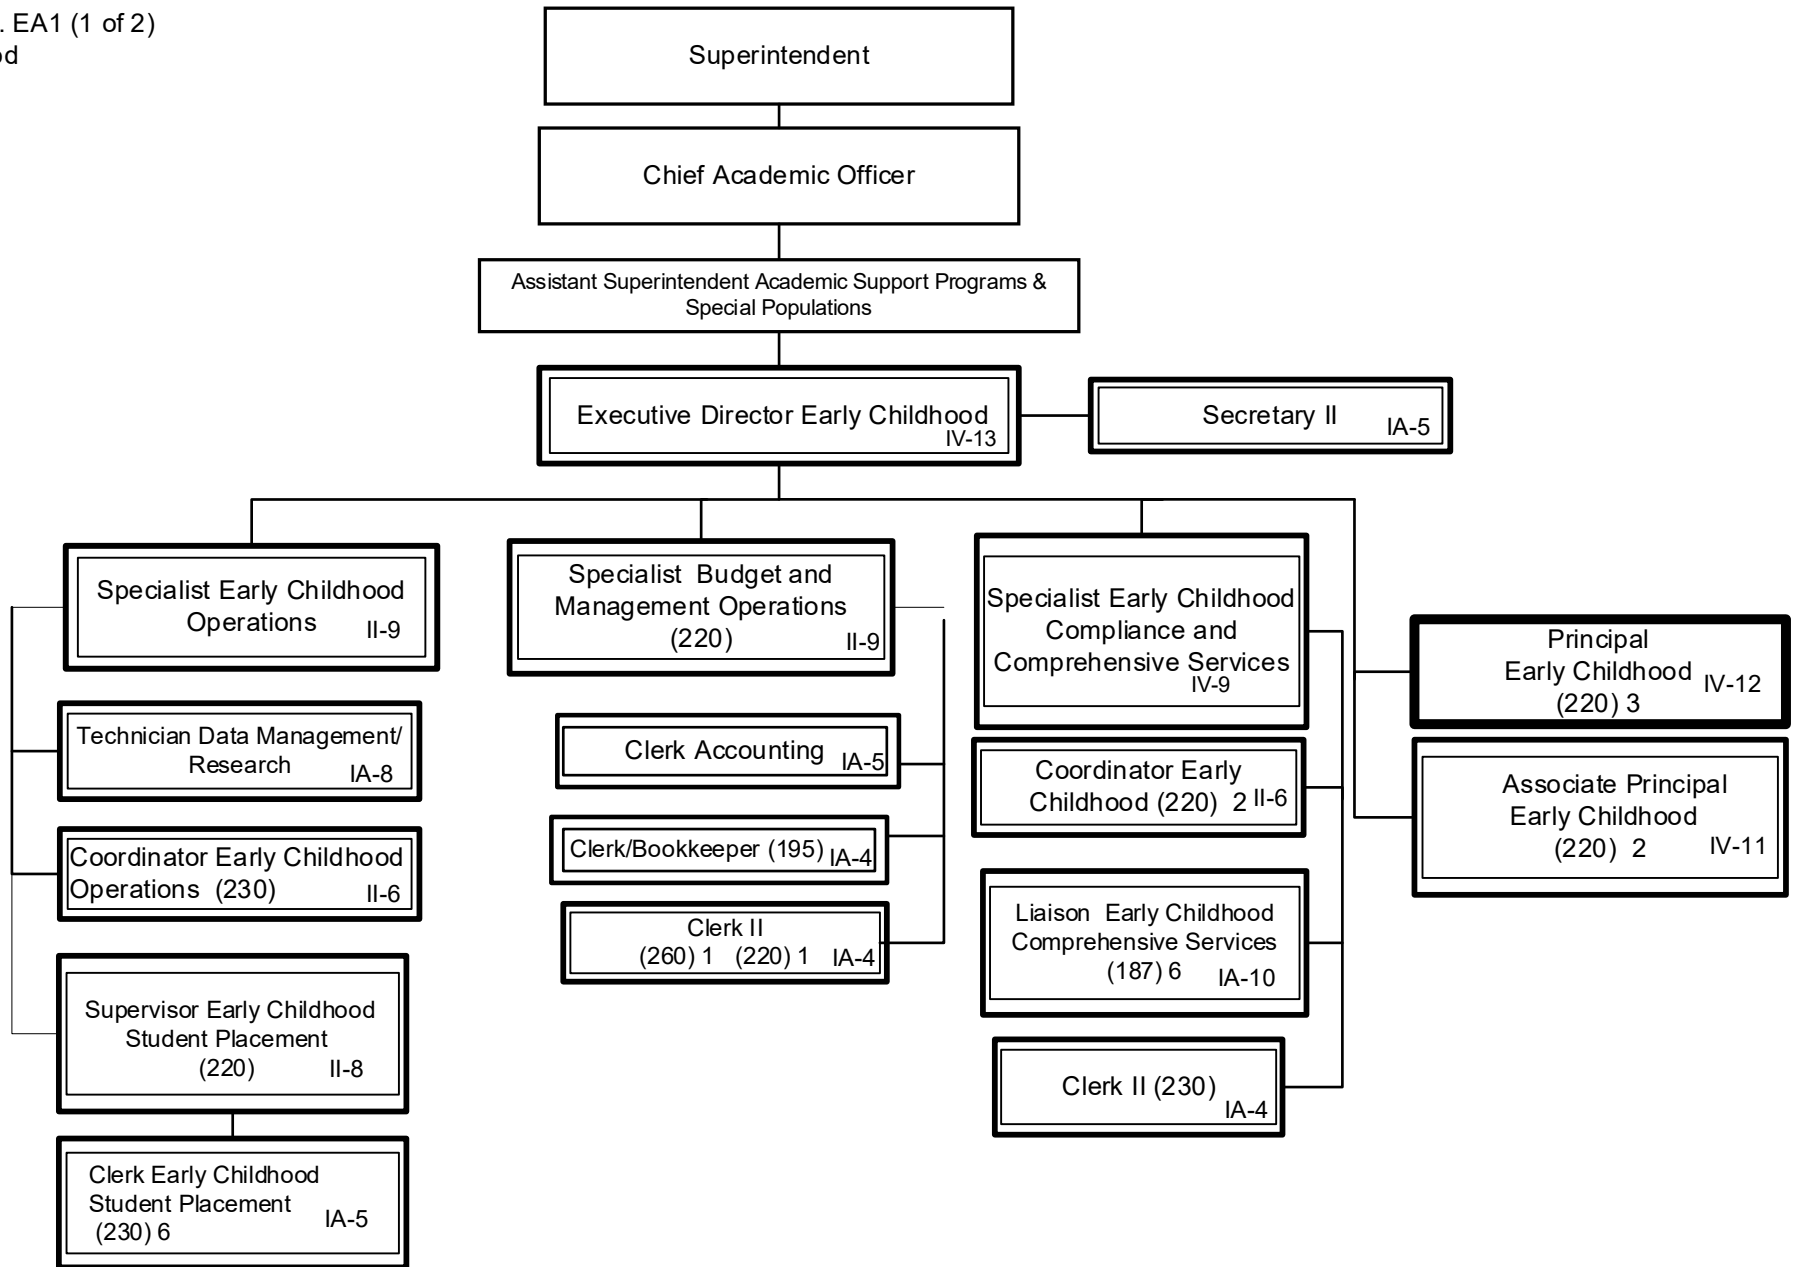 . EA1 (1 of 2)
od
Superintendent
Chief Academic Officer
Assistant Superintendent Academic Support Programs &
Special Populations
Executive Director Early Childhood
IV-13
Secretary II
IA-5
Specialist Early Childhood
Operations
II-9
Technician Data Management/
Research
IA-8
Coordinator Early Childhood
Operations (230)
II-6
Supervisor Early Childhood
Student Placement
(220)
II-8
Clerk Early Childhood
Student Placement
(230) 6
IA-5
Specialist Budget and
Management Operations
(220)
II-9
Clerk Accounting
IA-5
Clerk/Bookkeeper (195)
IA-4
Clerk II
(260) 1 (220) 1
IA-4
Specialist Early Childhood
Compliance and
Comprehensive Services
IV-9
Coordinator Early
Childhood (220) 2
II-6
Liaison Early Childhood
Comprehensive Services
(187) 6
IA-10
Clerk II (230)
IA-4
Principal
Early Childhood
(220) 3
IV-12
Associate Principal
Early Childhood
(220) 2
IV-11